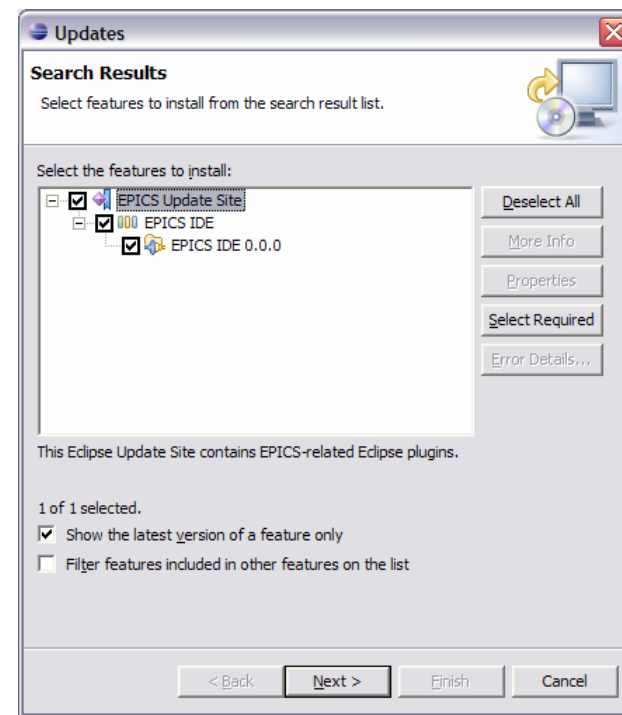 Updates
Search Results
Select features to install from the search result list.
Select the features to install:
EPICS Update Site
EPICS IDE
EPICS IDE 0.0.0
Deselect All
More Info
Properties
Select Required
Error Details...
This Eclipse Update Site contains EPICS-related Eclipse plugins.
1 of 1 selected.
Show the latest version of a feature only
Filter features included in other features on the list
< Back
Next >
Finish
Cancel